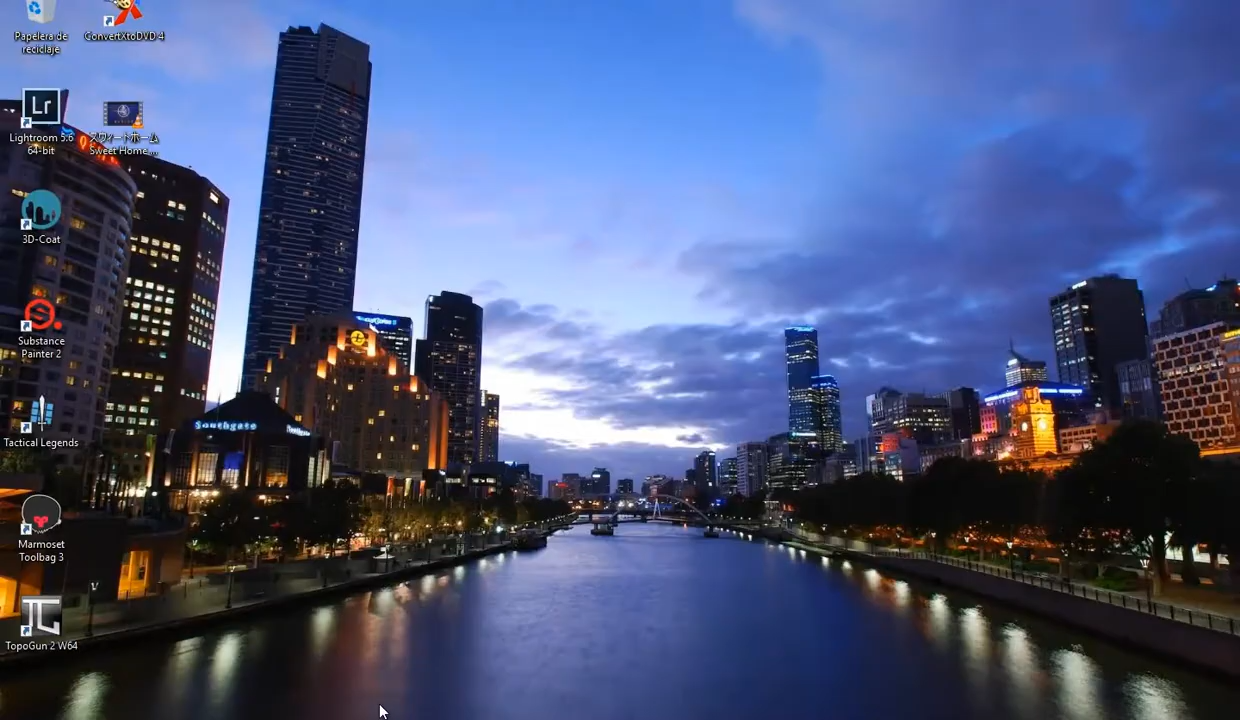 Papelera de
reciclaje
ConvertXtoDVD 4
Lr
Lightroom 5.6
64-bit
スウィートホーム
Sweet Home...
3D-Coat
Substance
Painter 2
Southgate
Tactical Legends
Marmoset
Toolbag 3
TG
TopoGun 2 W64